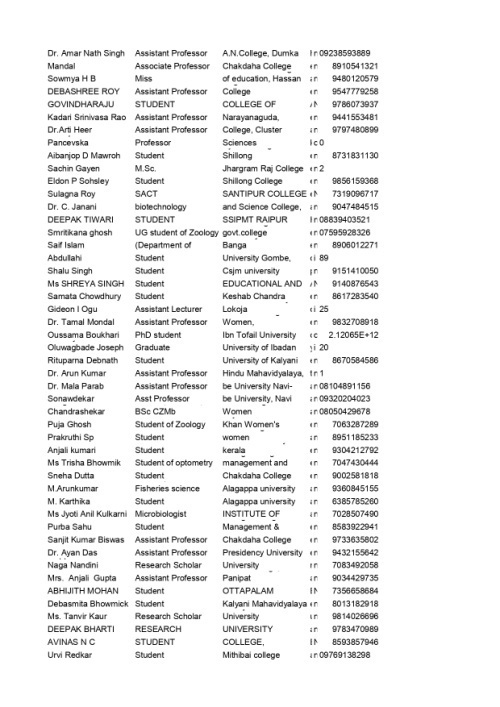 Dr. Amar Nath Singh Assistant Professor A.N.College, Dumka 09238593889
Mandal Associate Professor Chakdaha College 8910541321
Sowmya H B Miss of education, Hassan 9480120579
DEBASHREE ROY Assistant Professor College 9547779258
GOVINDHARAJU STUDENT COLLEGE OF 9786073937
Kadari Srinivasa Rao Assistant Professor Narayanaguda, 9441553481
Dr.Arti Heer Assistant Professor College, Cluster 9797480899
Pancevska Professor Sciences 0
Aibanjop D Mawroh Student Shillong 8731831130
Sachin Gayen M.Sc. Jhargram Raj College 2
Eldon P Sohsley Student Shillong College 9856159368
Sulagna Roy SACT SANTIPUR COLLEGE 7319096717
Dr. C. Janani biotechnology and Science College, 9047484515
DEEPAK TIWARI STUDENT SSIPMT RAIPUR 08839403521
Smritikana ghosh UG student of Zoology govt.college 07595928326
Saif Islam (Department of Banga 8906012271
Abdullahi Student University Gombe, 89
Shalu Singh Student Csjm university 9151410050
Ms SHREYA SINGH Student EDUCATIONAL AND 9140876543
Samata Chowdhury Student Keshab Chandra 8617283540
Gideon I Ogu Assistant Lecturer Lokoja 25
Dr. Tamal Mondal Assistant Professor Women, 9832708918
Oussama Boukhari PhD student Ibn Tofail University 2.12065E+12
Oluwagbade Joseph Graduate University of Ibadan 20
Rituparna Debnath Student University of Kalyani 8670584586
Dr. Arun Kumar Assistant Professor Hindu Mahavidyalaya, 1
Dr. Mala Parab Assistant Professor be University Navi- 08104891156
Sonawdekar Asst Professor be University, Navi 09320204023
Chandrashekar BSc CZMb Women 08050429678
Puja Ghosh Student of Zoology Khan Women's 7063287289
Prakruthi Sp Student women 8951185233
Anjali kumari Student kerala 9304212792
Ms Trisha Bhowmik Student of optometry management and 7047430444
Sneha Dutta Student Chakdaha College 9002581818
M.Arunkumar Fisheries science Alagappa university 9360845155
M. Karthika Student Alagappa university 6385785260
Ms Jyoti Anil Kulkarni Microbiologist INSTITUTE OF 7028507490
Purba Sahu Student Management & 8583922941
Sanjit Kumar Biswas Assistant Professor Chakdaha College 9733635802
Dr. Ayan Das Assistant Professor Presidency University 9432155642
Naga Nandini Research Scholar University 7083492058
Mrs. Anjali Gupta Assistant Professor Panipat 9034429735
ABHIJITH MOHAN Student OTTAPALAM 7356658684
Debasmita Bhowmick Student Kalyani Mahavidyalaya 8013182918
Ms. Tanvir Kaur Research Scholar University 9814026696
DEEPAK BHARTI RESEARCH UNIVERSITY 9783470989
AVINAS N C STUDENT COLLEGE, 8593857946
Urvi Redkar Student Mithibai college 09769138298